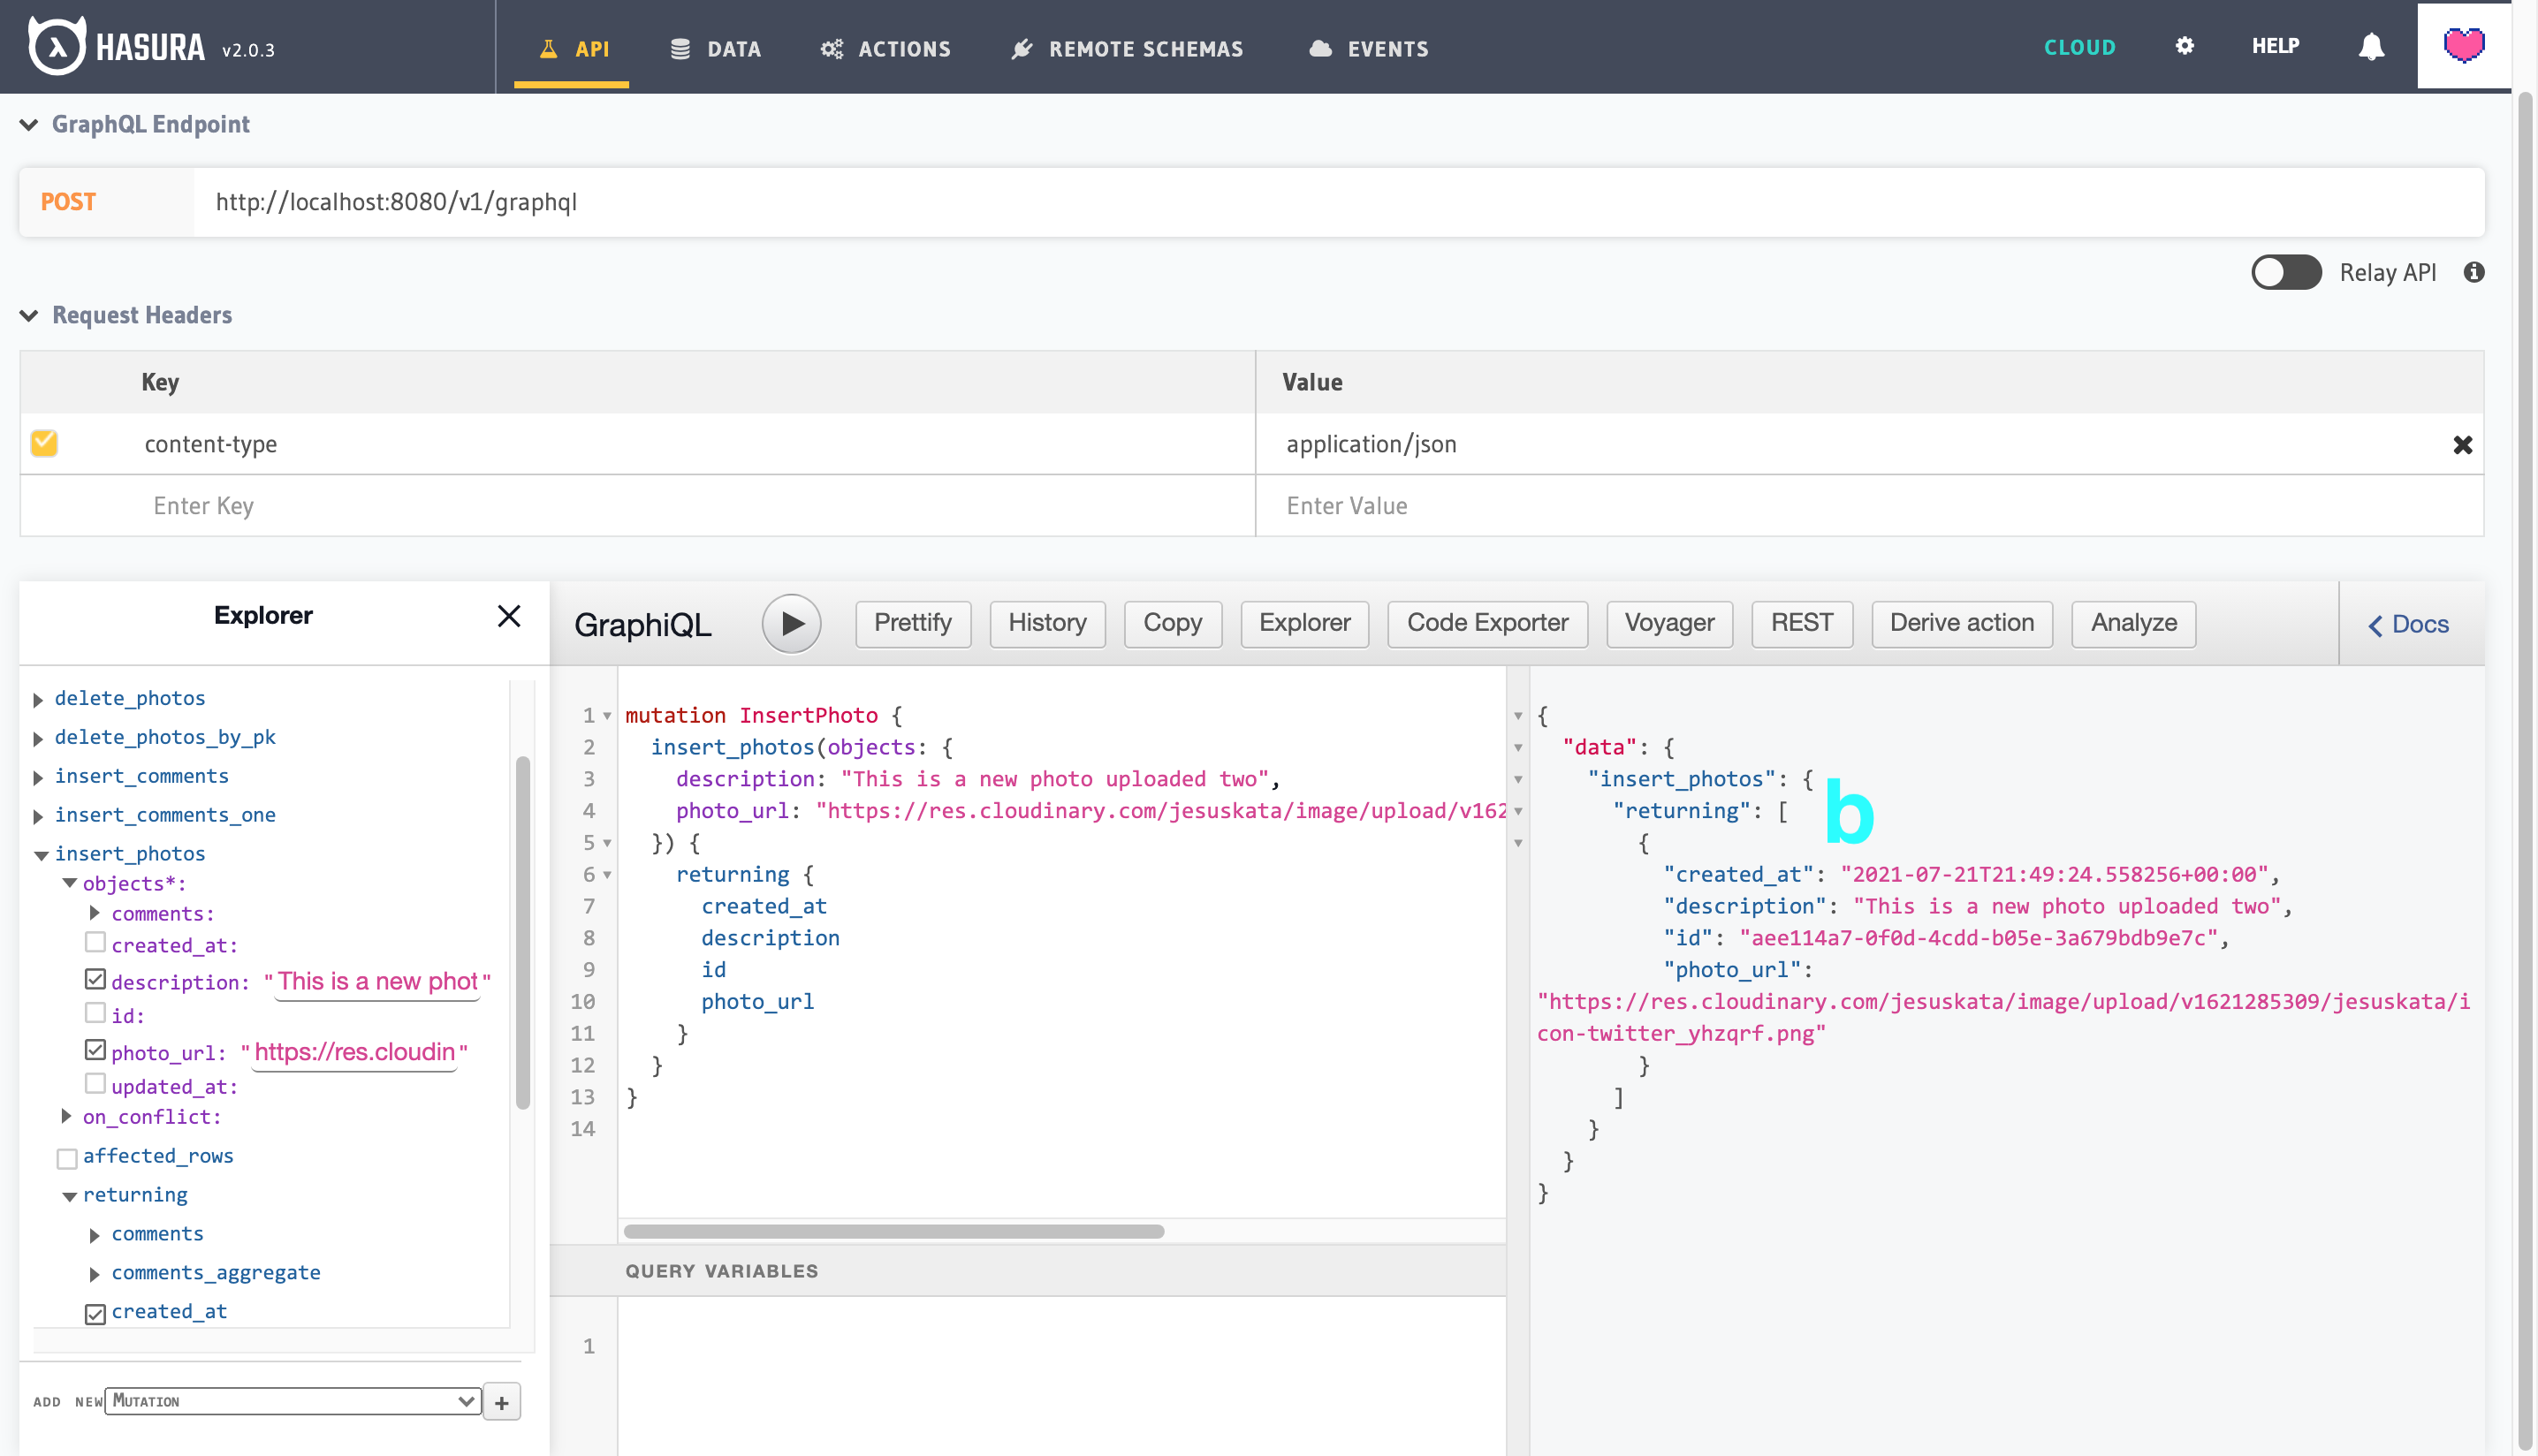 HASURA v2.0.3 API DATA ACTIONS REMOTE SCHEMAS EVENTS CLOUD HELP
GraphQL Endpoint
POST http://localhost:8080/v1/graphql
Relay API
Request Headers
Key Value
content-type application/json
Enter Key Enter Value
Explorer
delete_photos
delete_photos_by_pk
insert_comments
insert_comments_one
insert_photos
objects*:
comments:
created_at:
description: "This is a new phot"
id:
photo_url: "https://res.cloudin"
updated_at:
on_conflict:
affected_rows
returning
comments
comments_aggregate
created_at
ADD NEW MUTATION +
GraphiQL Prettify History Copy Explorer Code Exporter Voyager REST Derive action Analyze Docs
1 mutation InsertPhoto {
2 insert_photos(objects: {
3 description: "This is a new photo uploaded two",
4 photo_url: "https://res.cloudinary.com/jesuskata/image/upload/v162
5 }) {
6 returning {
7 created_at
8 description
9 id
10 photo_url
11 }
12 }
13 }
14
QUERY VARIABLES
1
{
"data": {
"insert_photos": {
"returning": [
b
{
"created_at": "2021-07-21T21:49:24.558256+00:00",
"description": "This is a new photo uploaded two",
"id": "aee114a7-0f0d-4cdd-b05e-3a679bdb9e7c",
"photo_url":
"https://res.cloudinary.com/jesuskata/image/upload/v1621285309/jesuskata/i
con-twitter_yhzqrf.png"
}
]
}
}
}